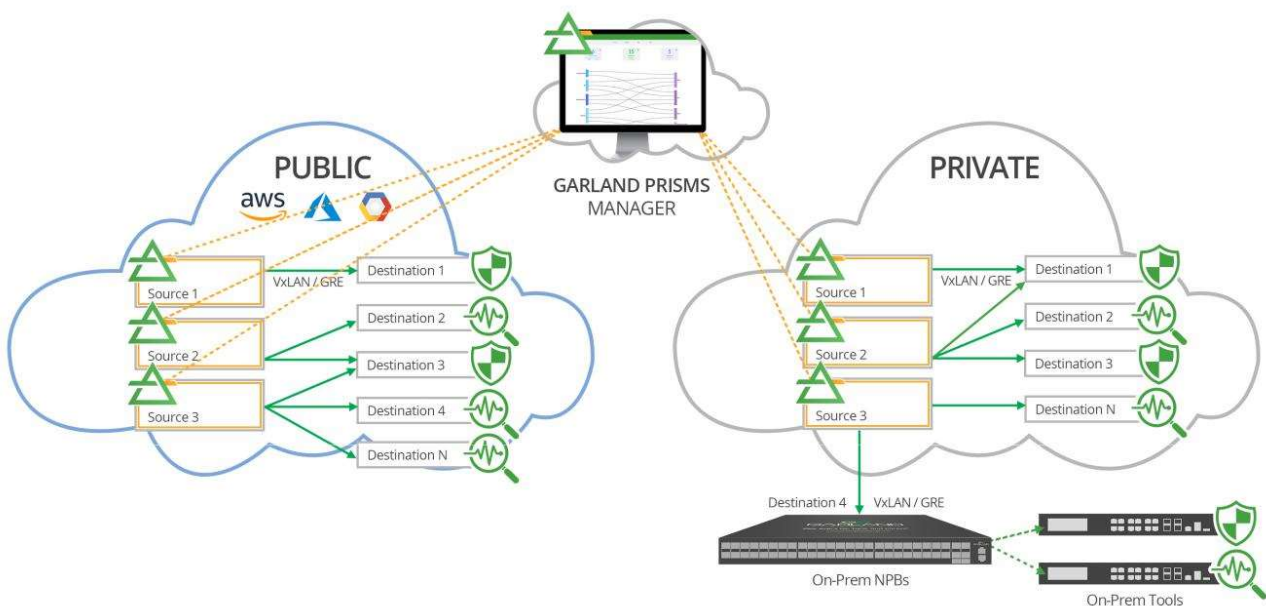 PUBLIC
aws
GARLAND PRISMS
MANAGER
PRIVATE
Source 1
VxLAN / GRE
Destination 1
Source 2
Destination 2
Destination 3
Source 3
Destination 4
Destination N
Source 1
VxLAN / GRE
Destination 1
Source 2
Destination 2
Destination 3
Source 3
Destination N
Destination 4
VxLAN / GRE
On-Prem NPBs
On-Prem Tools